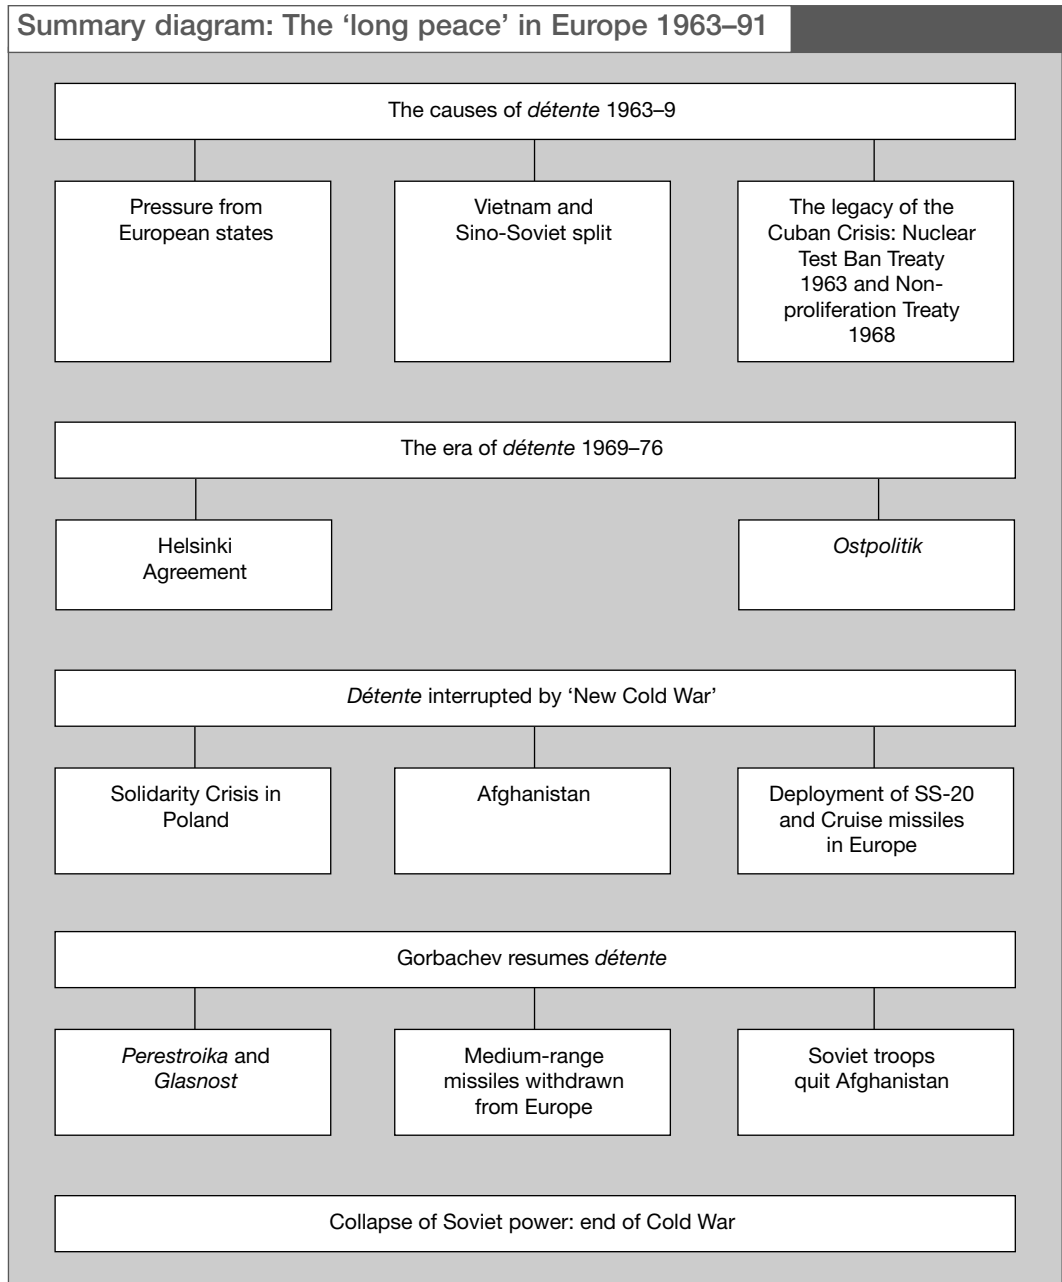 Summary diagram: The ‘long peace’ in Europe 1963–91
The causes of détente 1963–9
Pressure from
European states
Vietnam and
Sino-Soviet split
The legacy of the
Cuban Crisis: Nuclear
Test Ban Treaty
1963 and Non-
proliferation Treaty
1968
The era of détente 1969–76
Helsinki
Agreement
Ostpolitik
Détente interrupted by ‘New Cold War’
Solidarity Crisis in
Poland
Afghanistan
Deployment of SS-20
and Cruise missiles
in Europe
Gorbachev resumes détente
Perestroika and
Glasnost
Medium-range
missiles withdrawn
from Europe
Soviet troops
quit Afghanistan
Collapse of Soviet power: end of Cold War